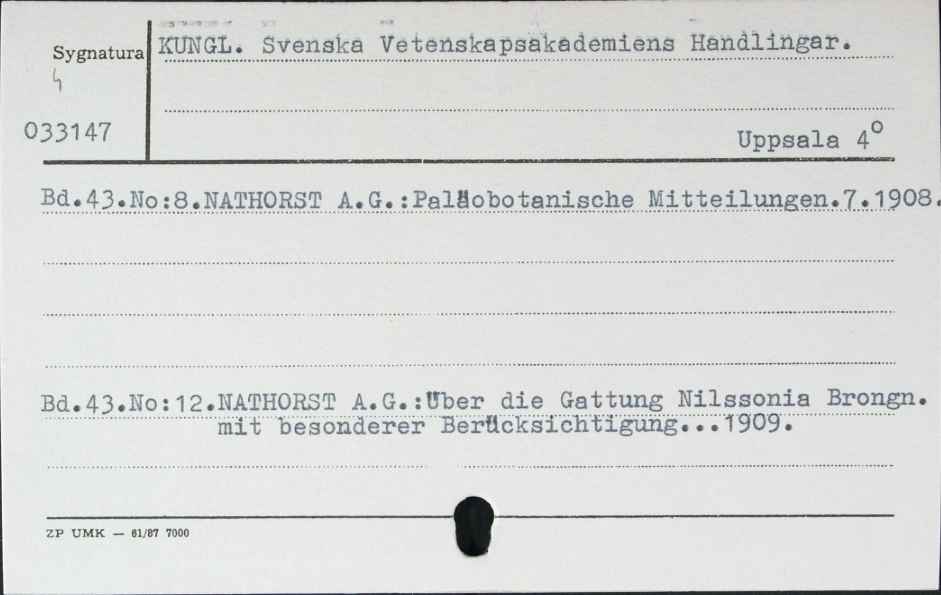 Sygnatura
KUNGL. Svenska Vetenskapsakademiens Handlingar.
4
033147
Uppsala 4°
Bd.43.No:8.NATHORST A.G.:Paläobotanische Mitteilungen.7.1908.
Bd.43.No:12.NATHORST A.G.:Über die Gattung Nilssonia Brongn.
mit besonderer Berücksichtigung...1909.
ZP UMK — 61/87 7000